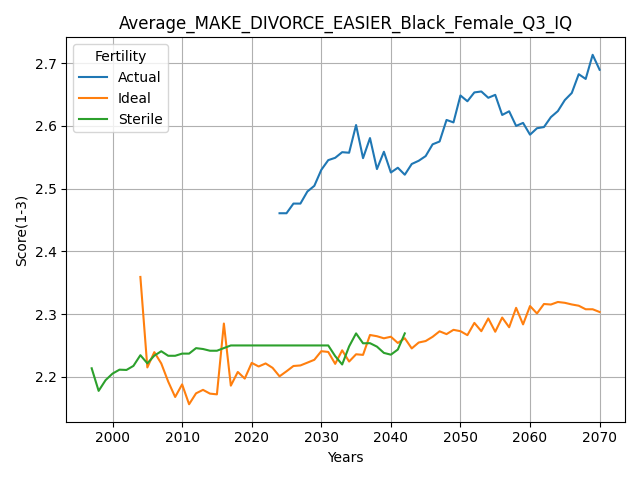 Average_MAKE_DIVORCE_EASIER_Black_Female_Q3_IQ
Fertility
Actual
Ideal
Sterile
Score(1-3)
2.7
2.6
2.5
2.4
2.3
2.2
2000 2010 2020 2030 2040 2050 2060 2070
Years